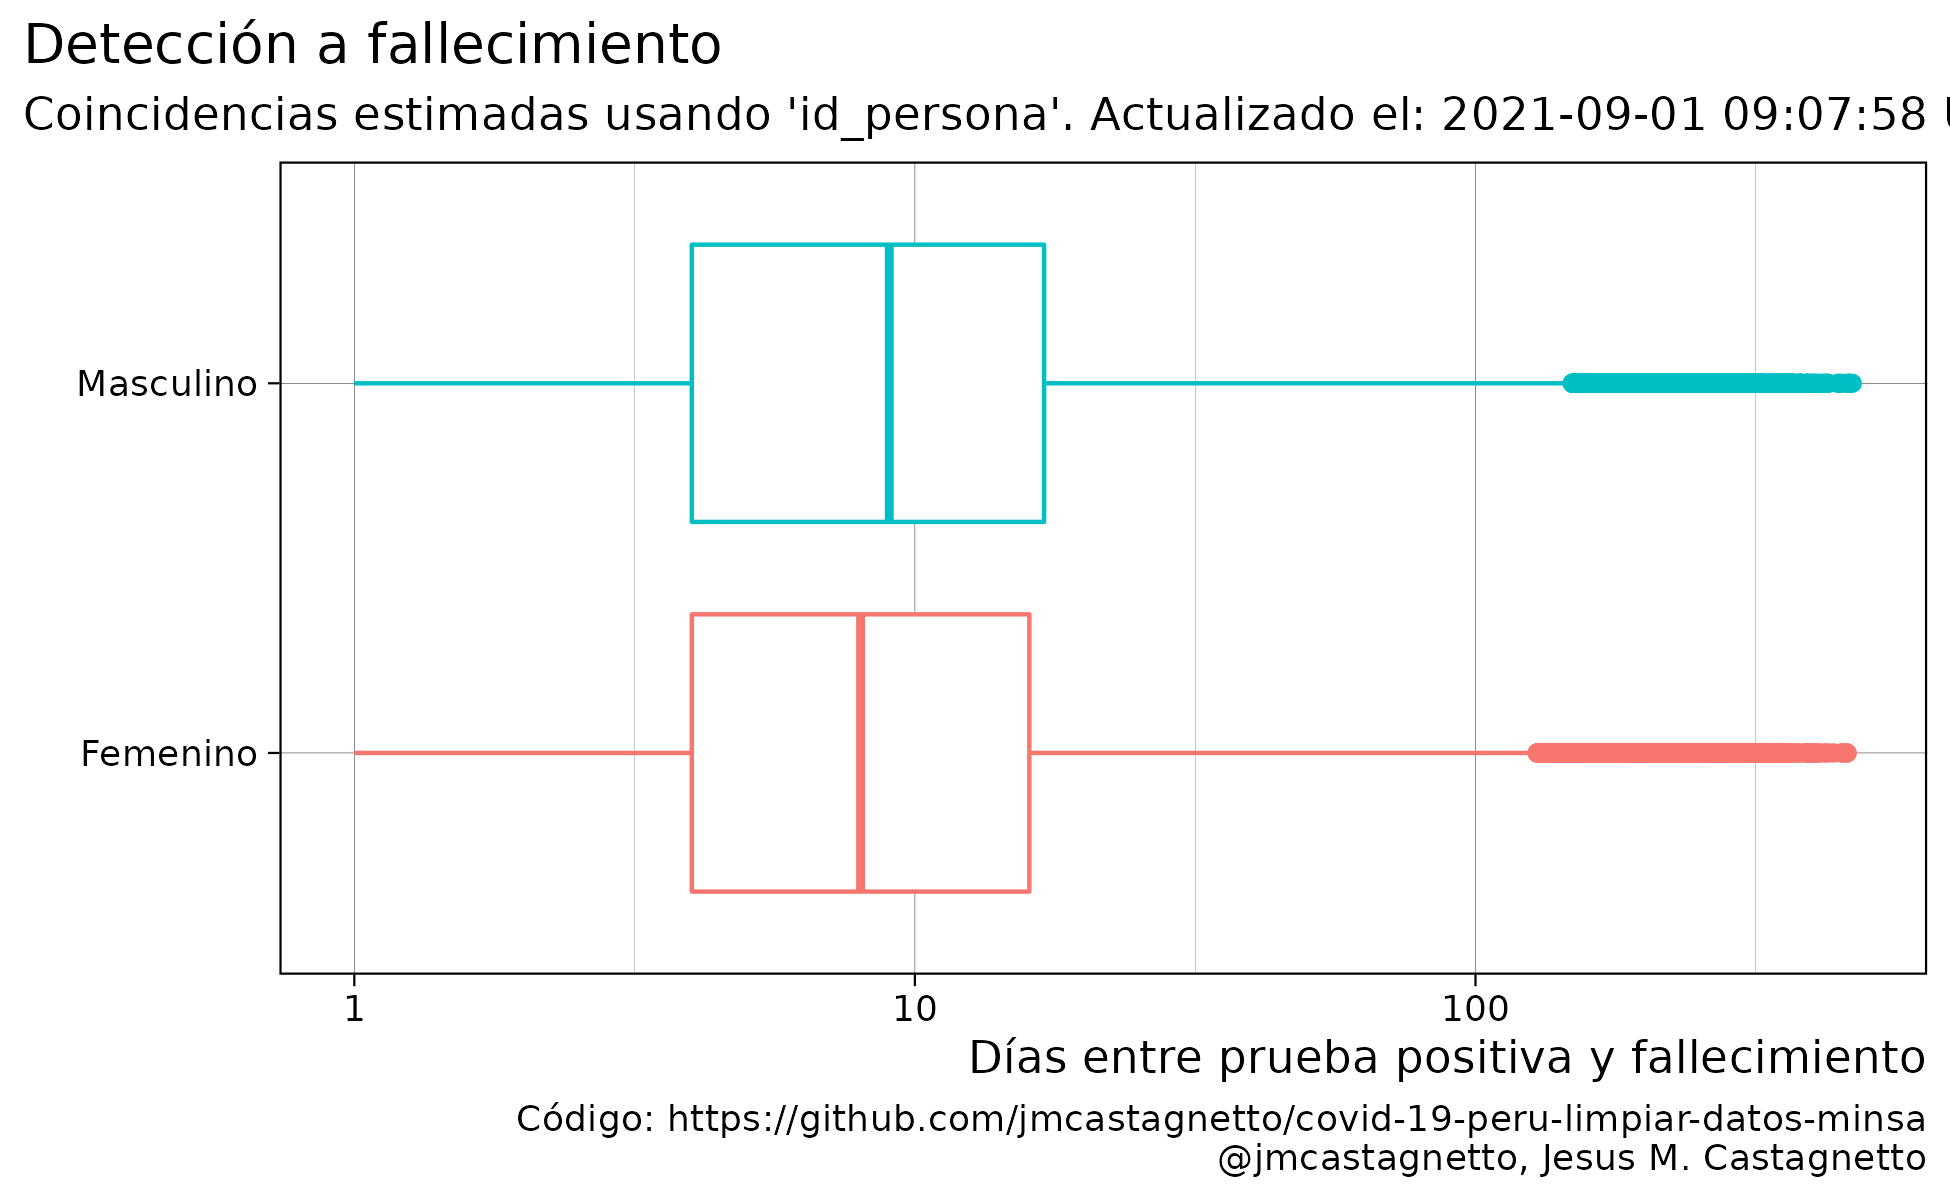 Detección a fallecimiento
Coincidencias estimadas usando 'id_persona'. Actualizado el: 2021-09-01 09:07:58
Masculino
Femenino
1 10 100
Días entre prueba positiva y fallecimiento
Código: https://github.com/jmcastagnetto/covid-19-peru-limpiar-datos-minsa
@jmcastagnetto, Jesus M. Castagnetto